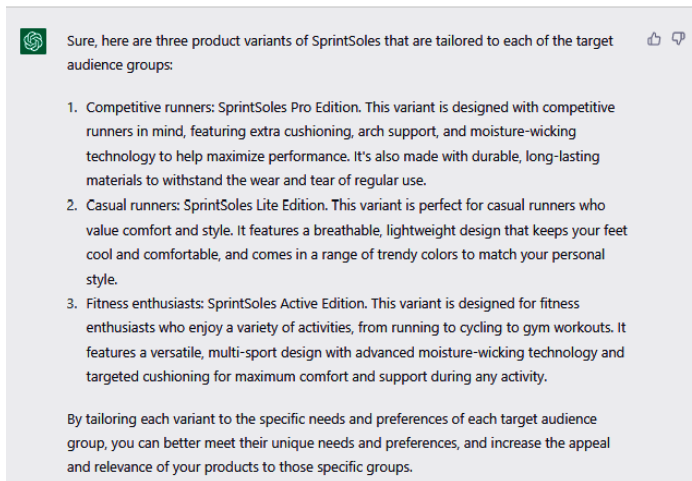 Sure, here are three product variants of SprintSoles that are tailored to each of the target
audience groups:
1. Competitive runners: SprintSoles Pro Edition. This variant is designed with competitive
runners in mind, featuring extra cushioning, arch support, and moisture-wicking
technology to help maximize performance. It's also made with durable, long-lasting
materials to withstand the wear and tear of regular use.
2. Casual runners: SprintSoles Lite Edition. This variant is perfect for casual runners who
value comfort and style. It features a breathable, lightweight design that keeps your feet
cool and comfortable, and comes in a range of trendy colors to match your personal
style.
3. Fitness enthusiasts: SprintSoles Active Edition. This variant is designed for fitness
enthusiasts who enjoy a variety of activities, from running to cycling to gym workouts. It
features a versatile, multi-sport design with advanced moisture-wicking technology and
targeted cushioning for maximum comfort and support during any activity.
By tailoring each variant to the specific needs and preferences of each target audience
group, you can better meet their unique needs and preferences, and increase the appeal
and relevance of your products to those specific groups.